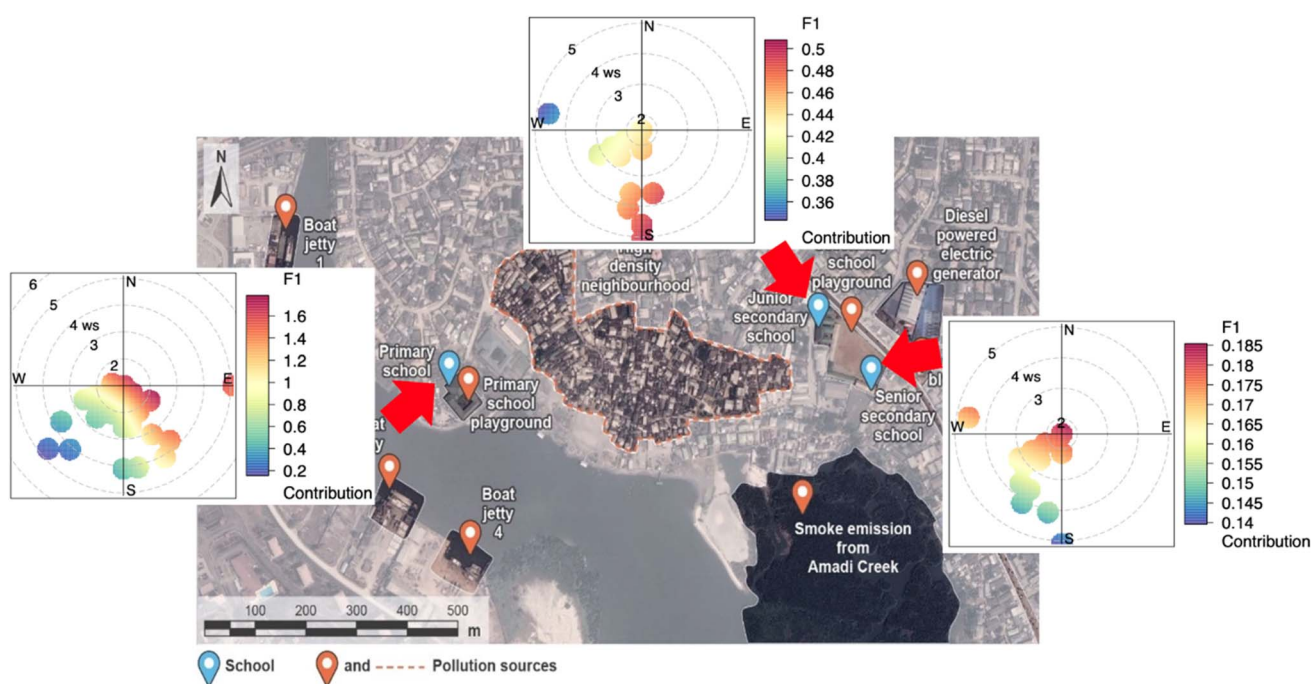 F1
N
5
4 ws
3
2
W
E
S
0.5
0.48
0.46
0.44
0.42
0.4
0.38
0.36
Contribution
N
Boat
jetty
1
density
neighbourhood
school
playground
Diesel
powered
electric
generator
Junior
secondary
school
F1
6
5
4 ws
3
2
N
W
E
S
1.6
1.4
1.2
1
0.8
0.6
0.4
0.2
Contribution
Primary
school
Primary
school
playground
Senior
secondary
school
F1
N
5
4 ws
3
2
W
E
S
0.185
0.18
0.175
0.17
0.165
0.16
0.155
0.15
0.145
0.14
Contribution
Boat
jetty
4
Smoke emission
from
Amadi Creek
100 200 300 400 500
m
School and Pollution sources